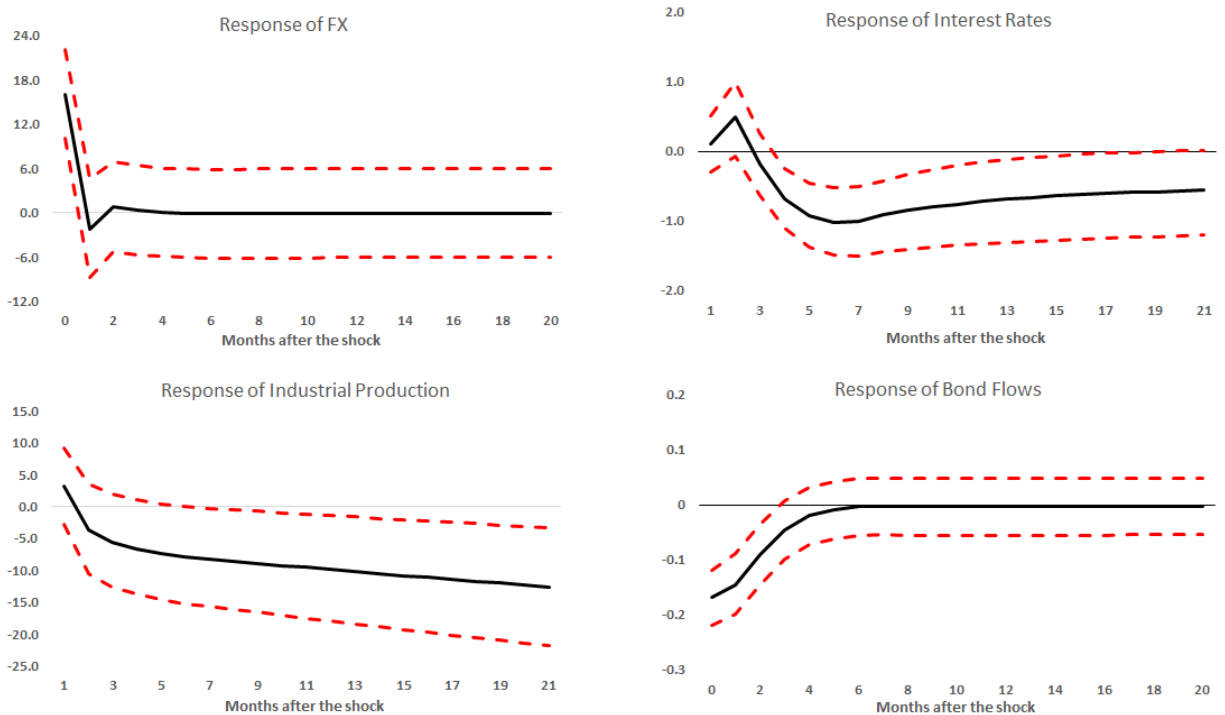 Response of FX
24.0
18.0
12.0
6.0
0.0
-6.0
-12.0
0 2 4 6 8 10 12 14 16 18 20
Months after the shock
Response of Interest Rates
2.0
1.0
0.0
-1.0
-2.0
1 3 5 7 9 11 13 15 17 19 21
Months after the shock
Response of Industrial Production
15.0
10.0
5.0
0.0
-5.0
-10.0
-15.0
-20.0
-25.0
1 3 5 7 9 11 13 15 17 19 21
Months after the shock
Response of Bond Flows
0.2
0.1
0
-0.1
-0.2
-0.3
0 2 4 6 8 10 12 14 16 18 20
Months after the shock